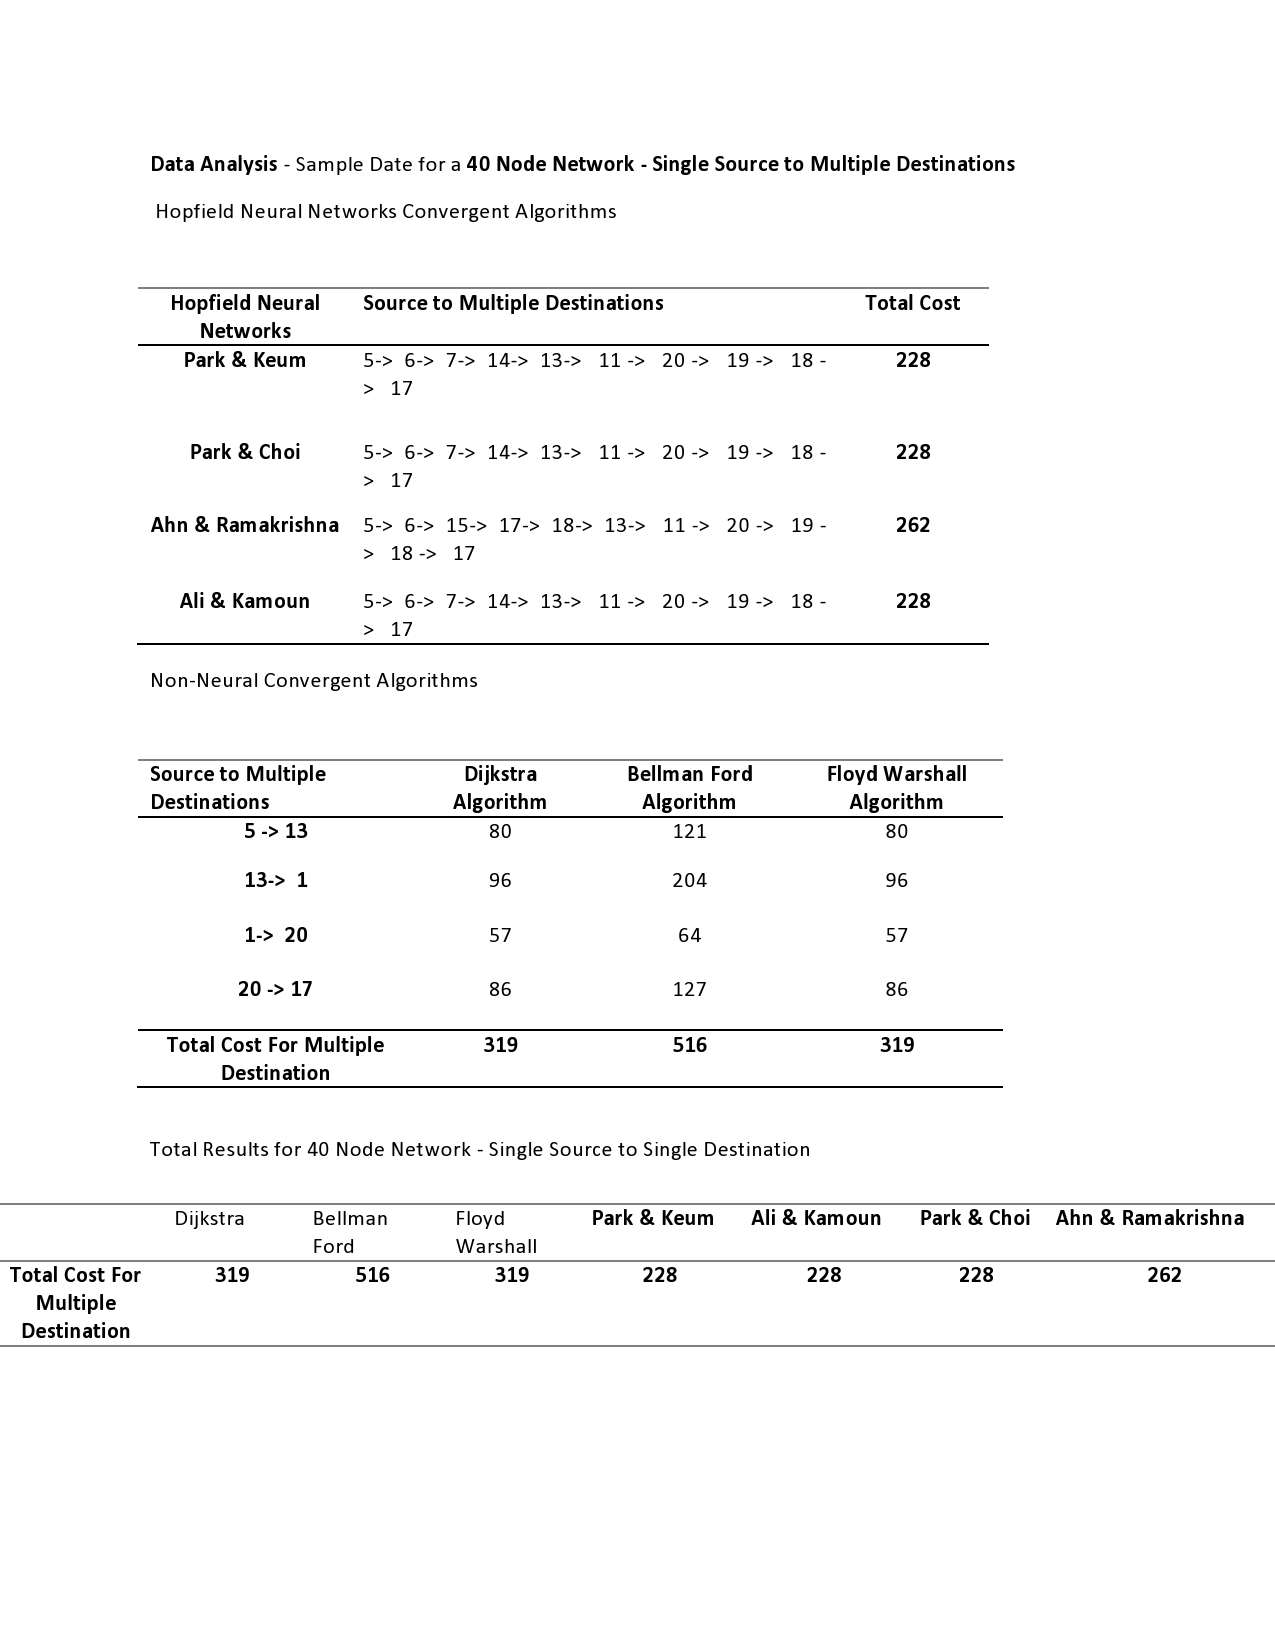 Data Analysis - Sample Date for a 40 Node Network - Single Source to Multiple Destinations
Hopfield Neural Networks Convergent Algorithms
Hopfield Neural Networks Source to Multiple Destinations Total Cost
Park & Keum 5-> 6-> 7-> 14-> 13-> 11 -> 20 -> 19 -> 18 - 228
> 17
Park & Choi 5-> 6-> 7-> 14-> 13-> 11 -> 20 -> 19 -> 18 - 228
> 17
Ahn & Ramakrishna 5-> 6-> 15-> 17-> 18-> 13-> 11 -> 20 -> 19 - 262
> 18 -> 17
Ali & Kamoun 5-> 6-> 7-> 14-> 13-> 11 -> 20 -> 19 -> 18 - 228
> 17
Non-Neural Convergent Algorithms
Source to Multiple Dijkstra Bellman Ford Floyd Warshall
Destinations Algorithm Algorithm Algorithm
5 -> 13 80 121 80
13-> 1 96 204 96
1-> 20 57 64 57
20 -> 17 86 127 86
Total Cost For Multiple 319 516 319
Destination
Total Results for 40 Node Network - Single Source to Single Destination
Dijkstra Bellman Floyd Park & Keum Ali & Kamoun Park & Choi Ahn & Ramakrishna
Ford Warshall
Total Cost For 319 516 319 228 228 228 262
Multiple
Destination